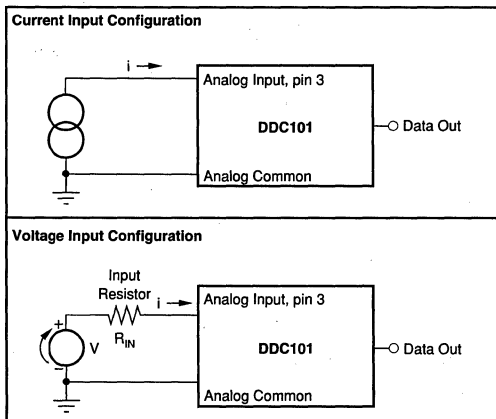 Current Input Configuration
i
Analog Input, pin 3
DDC101
Data Out
Analog Common
Voltage Input Configuration
Input
Resistor
i
Analog Input, pin 3
+
V
RIN
DDC101
Data Out
–
Analog Common